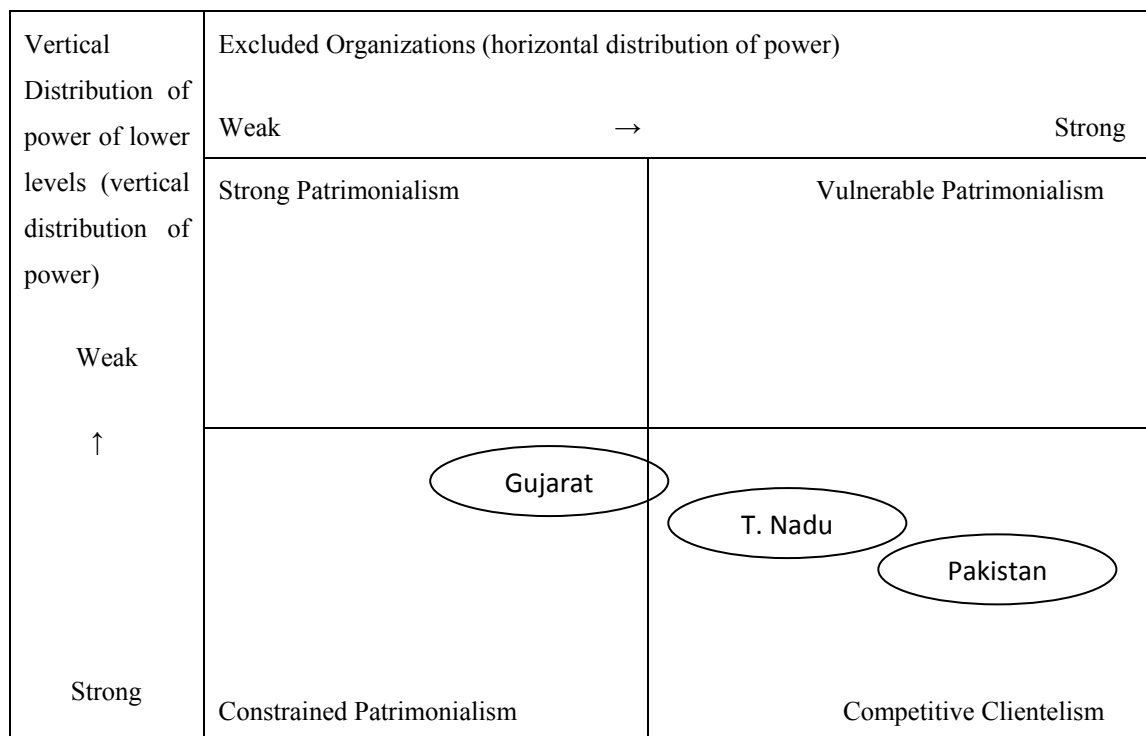 Vertical
Distribution of
power of lower
levels (vertical
distribution of
power)
Weak
↑
Strong
Excluded Organizations (horizontal distribution of power)
Weak → Strong
Strong Patrimonialism
Vulnerable Patrimonialism
Gujarat
T. Nadu
Pakistan
Constrained Patrimonialism
Competitive Clientelism